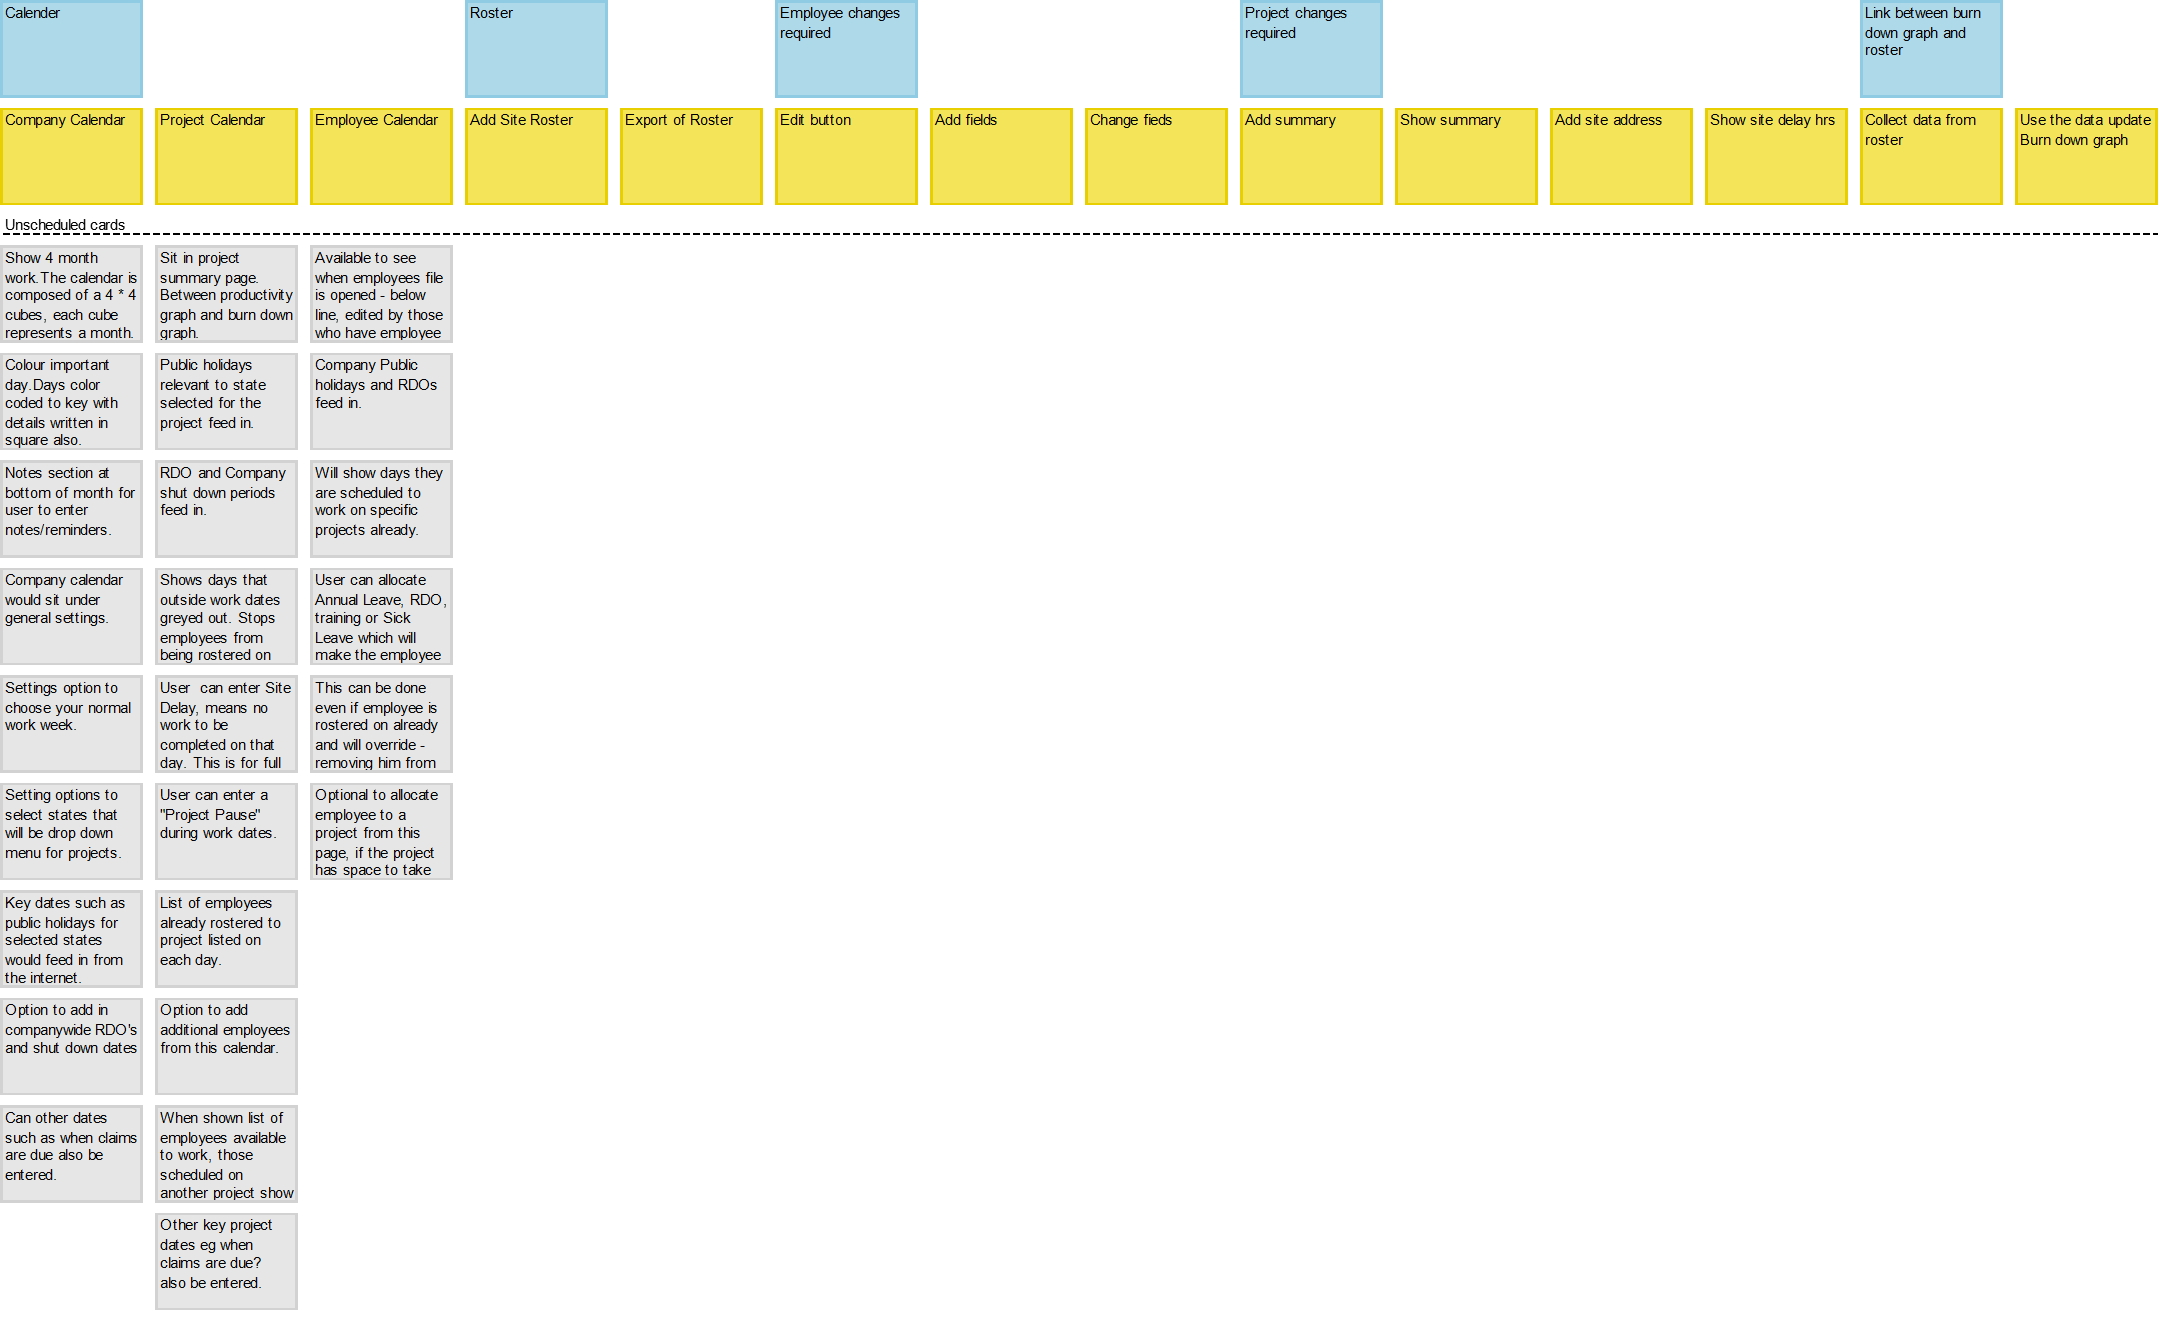 Calender
Roster
Employee changes
required
Project changes
required
Link between burn
down graph and
roster
Company Calendar
Project Calendar
Employee Calendar
Add Site Roster
Export of Roster
Edit button
Add fields
Change fieds
Add summary
Show summary
Add site address
Show site delay hrs
Collect data from
roster
Use the data update
Burn down graph
Unscheduled cards
Show 4 month
work.The calendar is
composed of a 4 * 4
cubes, each cube
represents a month.
Sit in project
summary page.
Between productivity
graph and burn down
graph.
Available to see
when employees file
is opened - below
line, edited by those
who have employee
Colour important
day.Days color
coded to key with
details written in
square also.
Public holidays
relevant to state
selected for the
project feed in.
Company Public
holidays and RDOs
feed in.
Notes section at
bottom of month for
user to enter
notes/reminders.
RDO and Company
shut down periods
feed in.
Will show days they
are scheduled to
work on specific
projects already.
Company calendar
would sit under
general settings.
Shows days that
outside work dates
greyed out. Stops
employees from
being rostered on
User can allocate
Annual Leave, RDO,
training or Sick
Leave which will
make the employee
Settings option to
choose your normal
work week.
User  can enter Site
Delay, means no
work to be
completed on that
day. This is for full
This can be done
even if employee is
rostered on already
and will override -
removing him from
Setting options to
select states that
will be drop down
menu for projects.
User can enter a
"Project Pause"
during work dates.
Optional to allocate
employee to a
project from this
page, if the project
has space to take
Key dates such as
public holidays for
selected states
would feed in from
the internet.
List of employees
already rostered to
project listed on
each day.
Option to add in
companywide RDO's
and shut down dates
Option to add
additional employees
from this calendar.
Can other dates
such as when claims
are due also be
entered.
When shown list of
employees available
to work, those
scheduled on
another project show
Other key project
dates eg when
claims are due?
also be entered.